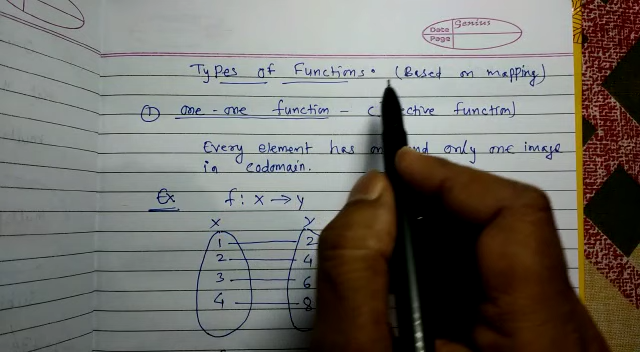 Genius
Date
Page
Types of Functions. (Based on mapping)
① one-one function - ective function)
Every element has and only one image
in codomain.
Ex f: x → y
X Y
1 2
2 4
3 6
4 8